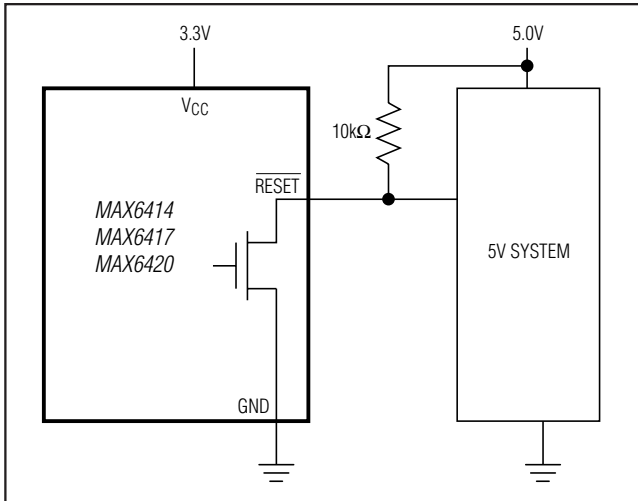 3.3V
5.0V
VCC
10kΩ
RESET
MAX6414
MAX6417
MAX6420
5V SYSTEM
GND